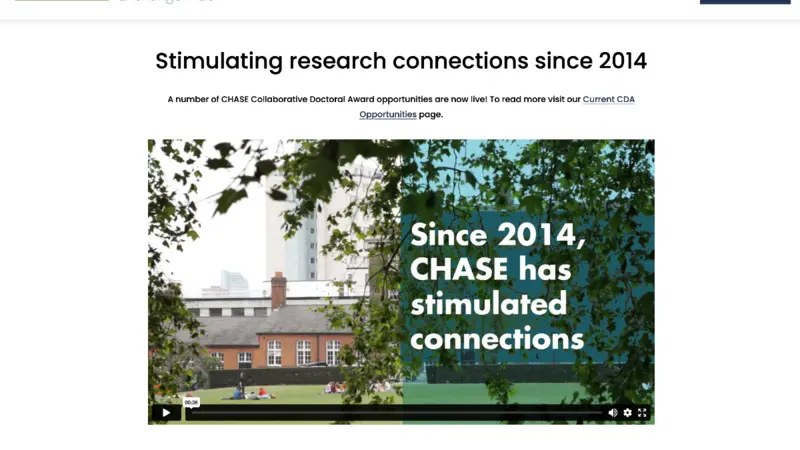 Stimulating research connections since 2014
A number of CHASE Collaborative Doctoral Award opportunities are now live! To read more visit our Current CDA
Opportunities page.
Since 2014,
CHASE has
stimulated
connections
00:36